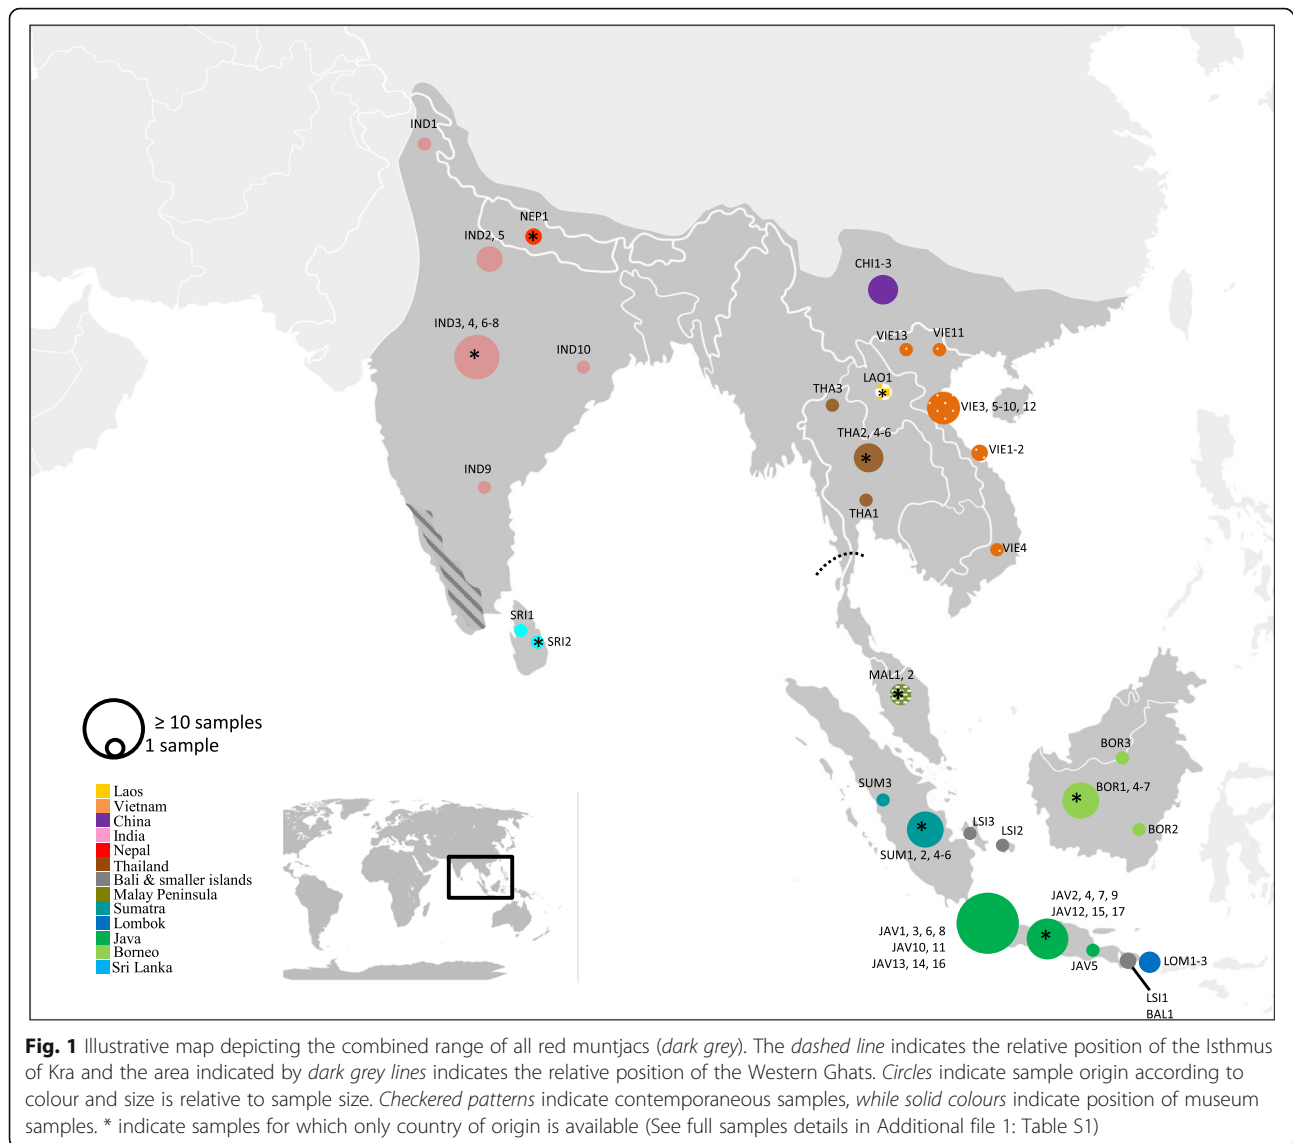 IND1
NEP1
IND2, 5
*
CHI1-3
IND3, 4, 6-8
VIE13
VIE11
*
IND10
LAO1
*
THA3
VIE3, 5-10, 12
THA2, 4-6
*
VIE1-2
IND9
THA1
VIE4
SRI1
* SRI2
MAL1, 2
*
≥ 10 samples
1 sample
BOR3
SUM3
BOR1, 4-7
*
*
LSI3
LSI2
BOR2
SUM1, 2, 4-6
Laos
Vietnam
China
India
Nepal
Thailand
Bali & smaller islands
Malay Peninsula
Sumatra
Lombok
Java
Borneo
Sri Lanka
JAV2, 4, 7, 9
JAV12, 15, 17
JAV1, 3, 6, 8
JAV10, 11
JAV13, 14, 16
*
JAV5
LOM1-3
LSI1
BAL1
Fig. 1 Illustrative map depicting the combined range of all red muntjacs (dark grey). The dashed line indicates the relative position of the Isthmus
of Kra and the area indicated by dark grey lines indicates the relative position of the Western Ghats. Circles indicate sample origin according to
colour and size is relative to sample size. Checkered patterns indicate contemporaneous samples, while solid colours indicate position of museum
samples. * indicate samples for which only country of origin is available (See full samples details in Additional file 1: Table S1)